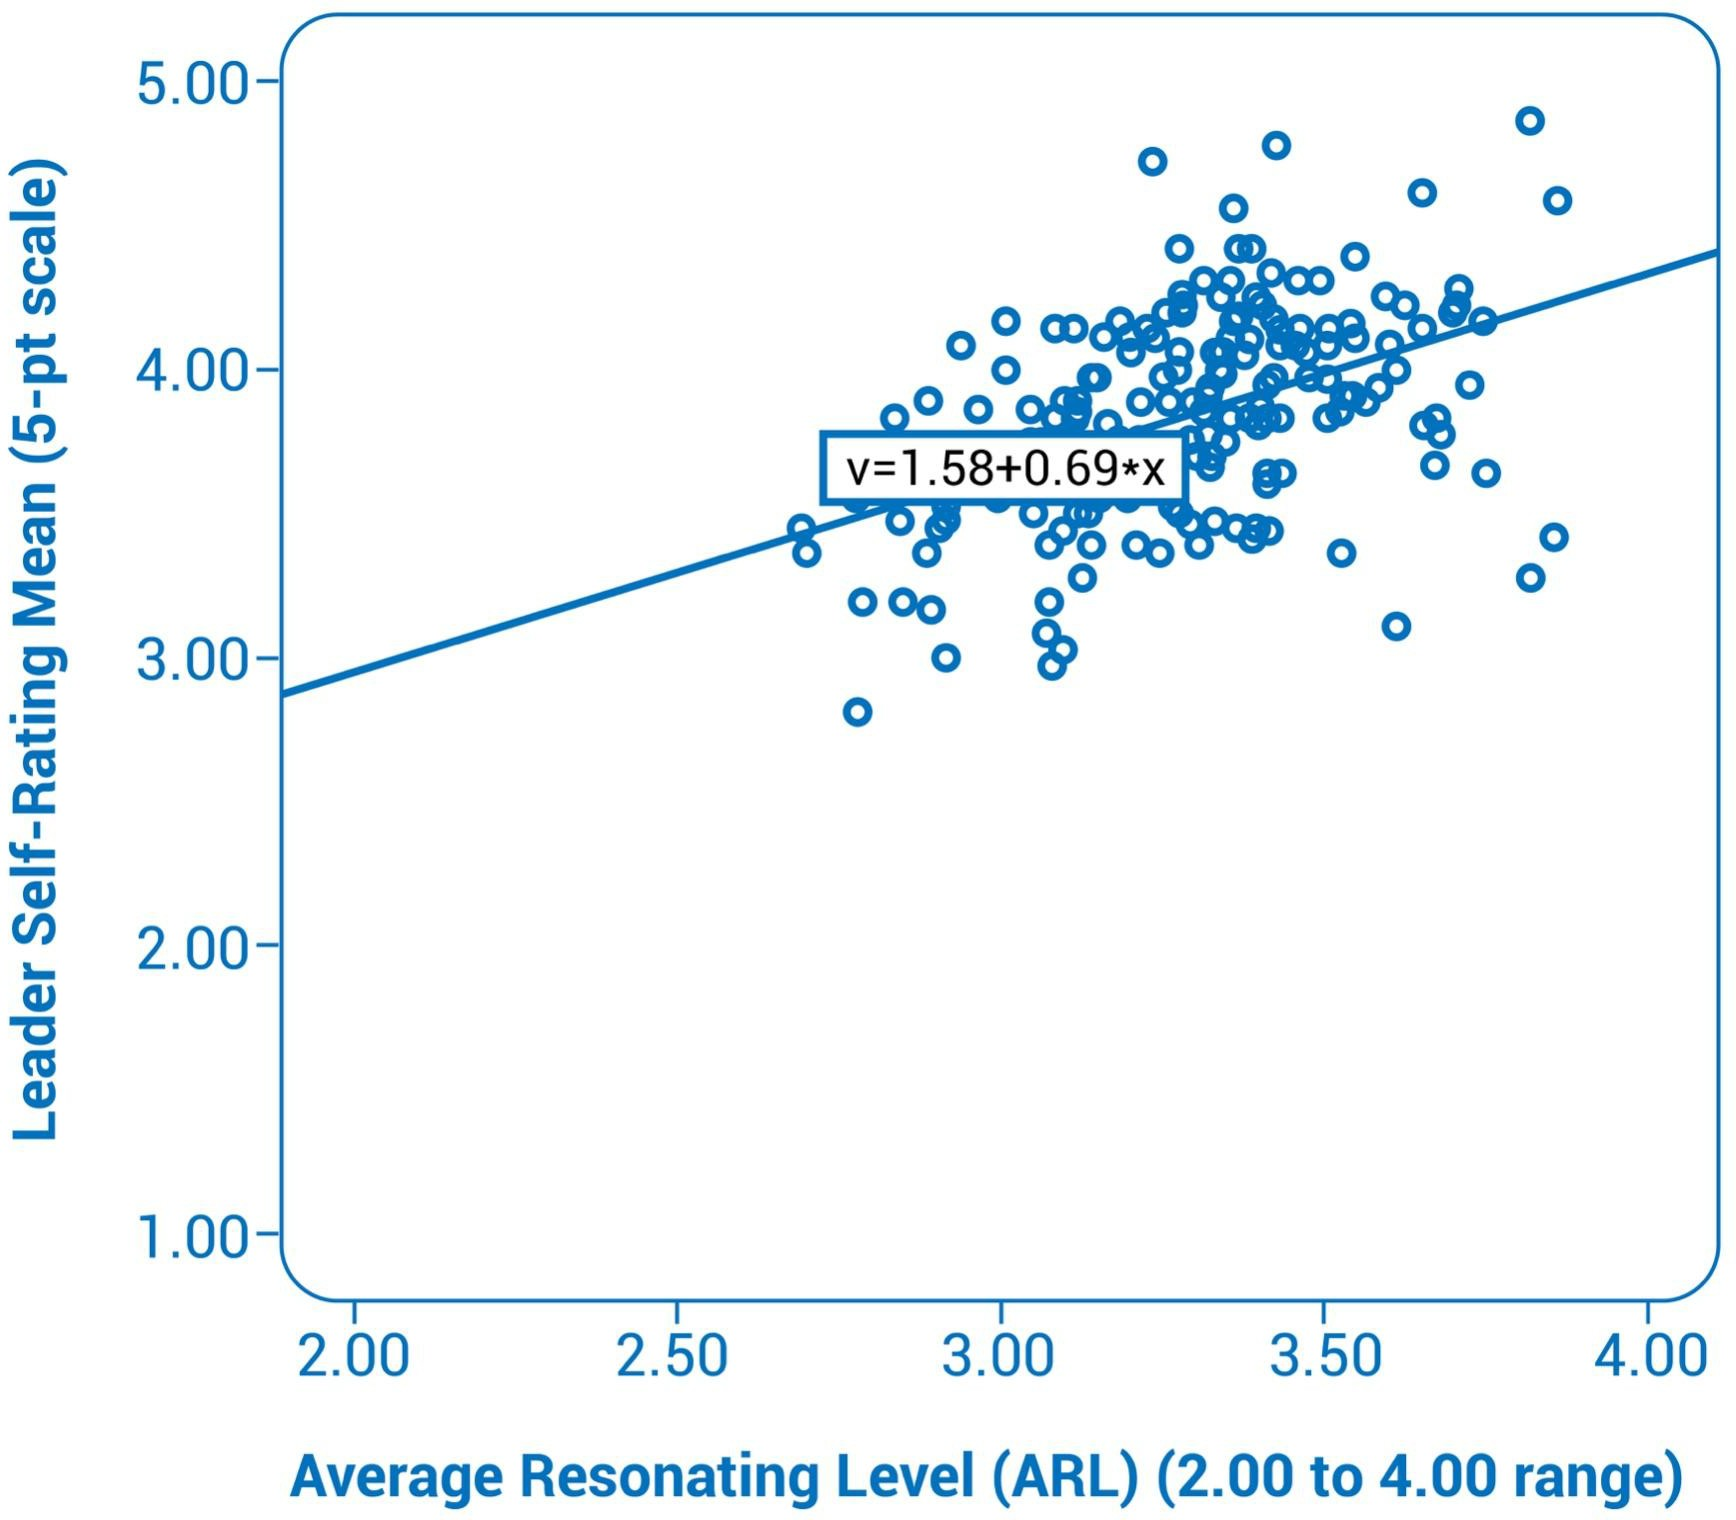 Leader Self-Rating Mean (5-pt scale)
5.00
4.00
3.00
2.00
1.00
v=1.58+0.69*x
2.00 2.50 3.00 3.50 4.00
Average Resonating Level (ARL) (2.00 to 4.00 range)